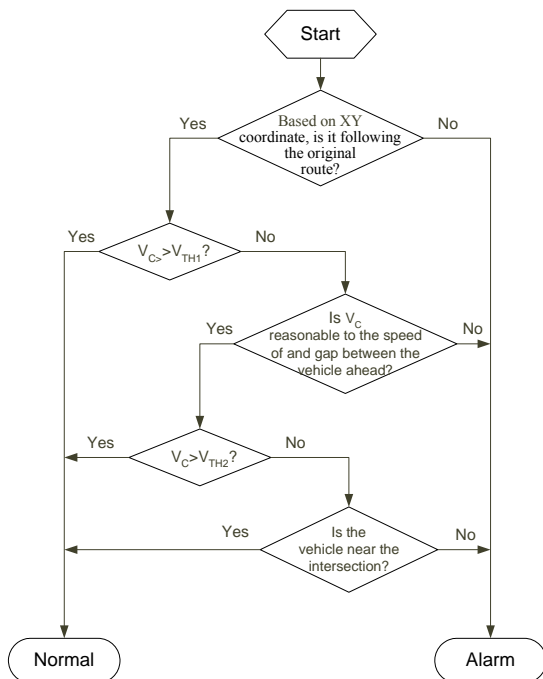 Start
Yes
Based on XY
coordinate, is it following
the original
route?
No
Yes
V_C>>V_TH1?
No
Yes
Is V_C
reasonable to the speed
of and gap between the
vehicle ahead?
No
Yes
V_C>V_TH2?
No
Yes
Is the
vehicle near the
intersection?
No
Normal
Alarm